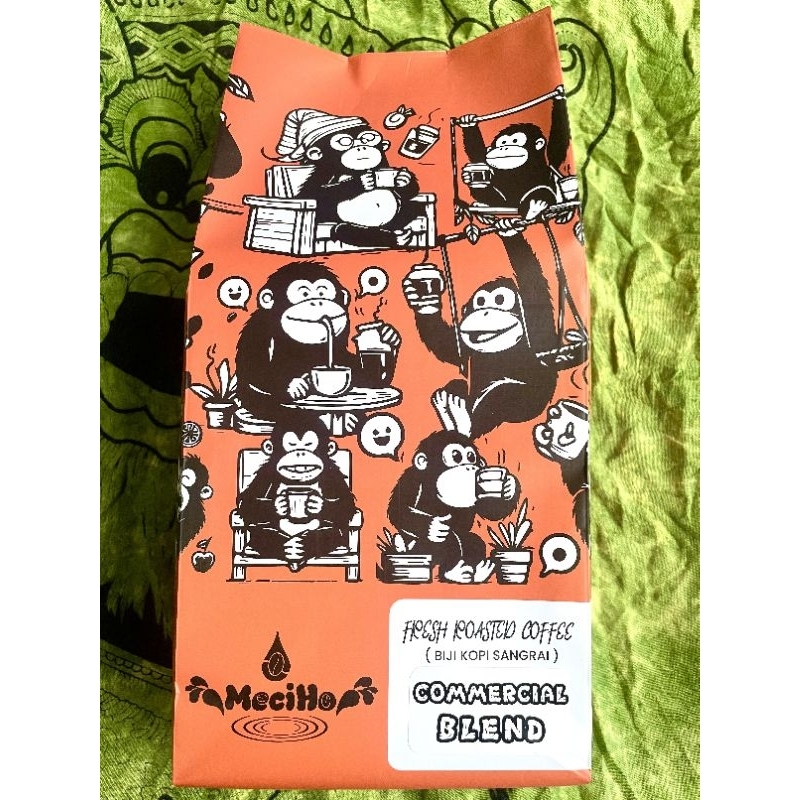 MeciHo
FRESH ROASTED COFFEE
( BIJI KOPI SANGRAI )
COMMERCIAL
BLEND